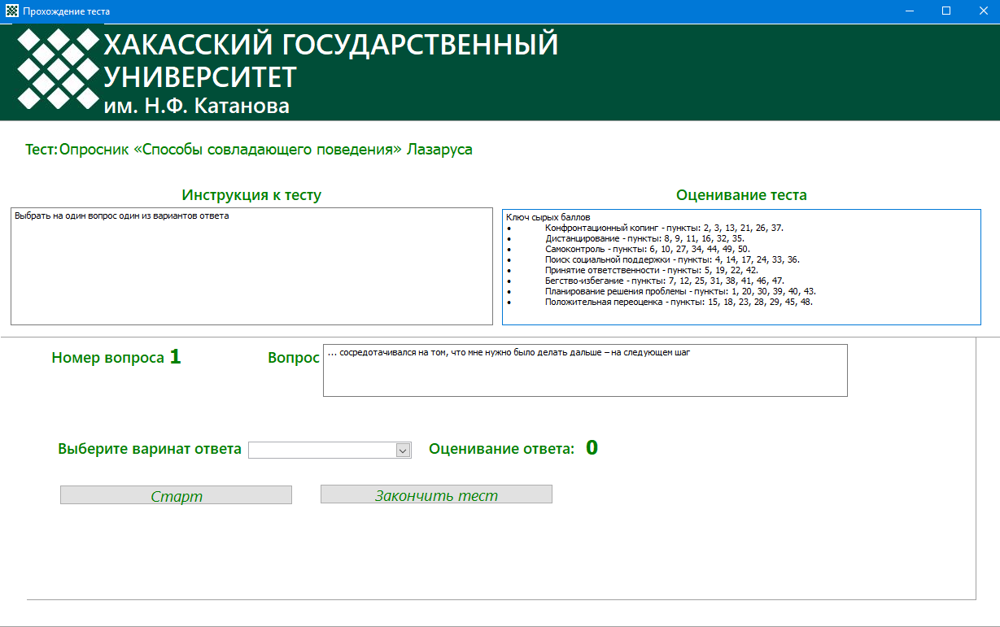 Прохождение теста
ХАКАССКИЙ ГОСУДАРСТВЕННЫЙ
УНИВЕРСИТЕТ
им. Н.Ф. Катанова
Тест: Опросник «Способы совладающего поведения» Лазаруса
Инструкция к тесту
Выбрать на один вопрос один из вариантов ответа
Оценивание теста
Ключ сырых баллов
• Конфронтационный копинг - пункты: 2, 3, 13, 21, 26, 37.
• Дистанцирование - пункты: 8, 9, 11, 16, 32, 35.
• Самоконтроль - пункты: 6, 10, 27, 34, 44, 49, 50.
• Поиск социальной поддержки - пункты: 4, 14, 17, 24, 33, 36.
• Принятие ответственности - пункты: 5, 19, 22, 42.
• Бегство-избегание - пункты: 7, 12, 25, 31, 38, 41, 46, 47.
• Планирование решения проблемы - пункты: 1, 20, 30, 39, 40, 43.
• Положительная переоценка - пункты: 15, 18, 23, 28, 29, 45, 48.
Номер вопроса 1
Вопрос
... сосредотачивался на том, что мне нужно было делать дальше – на следующем шаг
Выберите варинат ответа
Оценивание ответа: 0
Старт
Закончить тест